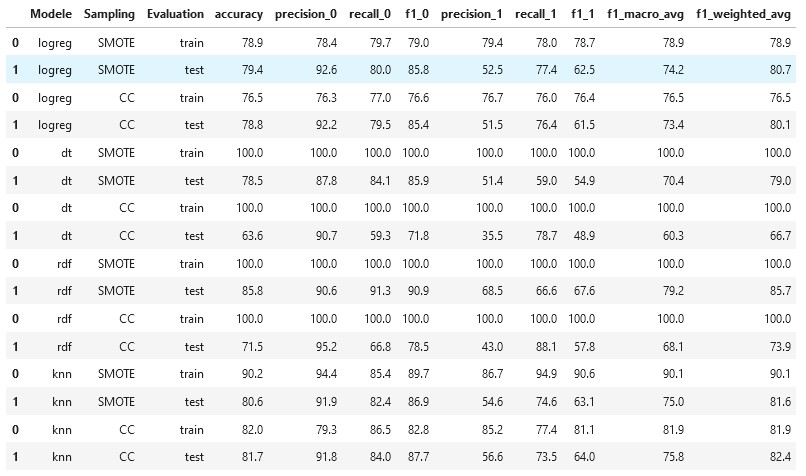 Modele Sampling Evaluation accuracy precision_0 recall_0 f1_0 precision_1 recall_1 f1_1 f1_macro_avg f1_weighted_avg
0 logreg SMOTE train 78.9 78.4 79.7 79.0 79.4 78.0 78.7 78.9 78.9
1 logreg SMOTE test 79.4 92.6 80.0 85.8 52.5 77.4 62.5 74.2 80.7
0 logreg CC train 76.5 76.3 77.0 76.6 76.7 76.0 76.4 76.5 76.5
1 logreg CC test 78.8 92.2 79.5 85.4 51.5 76.4 61.5 73.4 80.1
0 dt SMOTE train 100.0 100.0 100.0 100.0 100.0 100.0 100.0 100.0 100.0
1 dt SMOTE test 78.5 87.8 84.1 85.9 51.4 59.0 54.9 70.4 79.0
0 dt CC train 100.0 100.0 100.0 100.0 100.0 100.0 100.0 100.0 100.0
1 dt CC test 63.6 90.7 59.3 71.8 35.5 78.7 48.9 60.3 66.7
0 rdf SMOTE train 100.0 100.0 100.0 100.0 100.0 100.0 100.0 100.0 100.0
1 rdf SMOTE test 85.8 90.6 91.3 90.9 68.5 66.6 67.6 79.2 85.7
0 rdf CC train 100.0 100.0 100.0 100.0 100.0 100.0 100.0 100.0 100.0
1 rdf CC test 71.5 95.2 66.8 78.5 43.0 88.1 57.8 68.1 73.9
0 knn SMOTE train 90.2 94.4 85.4 89.7 86.7 94.9 90.6 90.1 90.1
1 knn SMOTE test 80.6 91.9 82.4 86.9 54.6 74.6 63.1 75.0 81.6
0 knn CC train 82.0 79.3 86.5 82.8 85.2 77.4 81.1 81.9 81.9
1 knn CC test 81.7 91.8 84.0 87.7 56.6 73.5 64.0 75.8 82.4